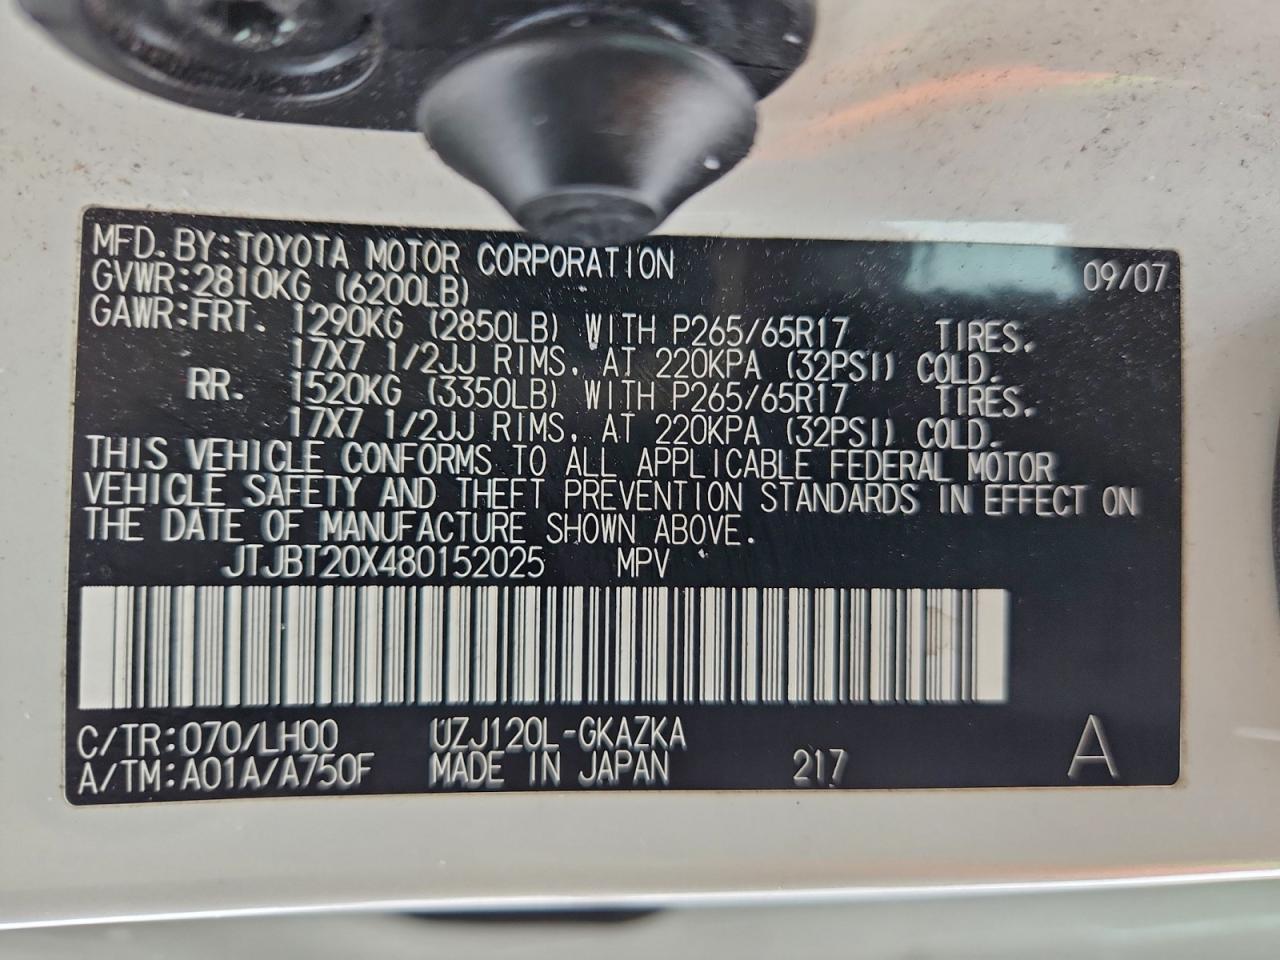 MFD. BY: TOYOTA MOTOR CORPORATION 09/07
GVWR: 2810KG (6200LB)
GAWR: FRT. 1290KG (2850LB) WITH P265/65R17 TIRES.
17X7 1/2JJ RIMS, AT 220KPA (32PSI) COLD.
RR. 1520KG (3350LB) WITH P265/65R17 TIRES.
17X7 1/2JJ RIMS, AT 220KPA (32PSI) COLD.
THIS VEHICLE CONFORMS TO ALL APPLICABLE FEDERAL MOTOR
VEHICLE SAFETY AND THEFT PREVENTION STANDARDS IN EFFECT ON
THE DATE OF MANUFACTURE SHOWN ABOVE.
JTJBT20X480152025 MPV
C/TR: 070/LH00 UZJ120L-GKAZKA
A/TM: A01A/A750F MADE IN JAPAN 217 A